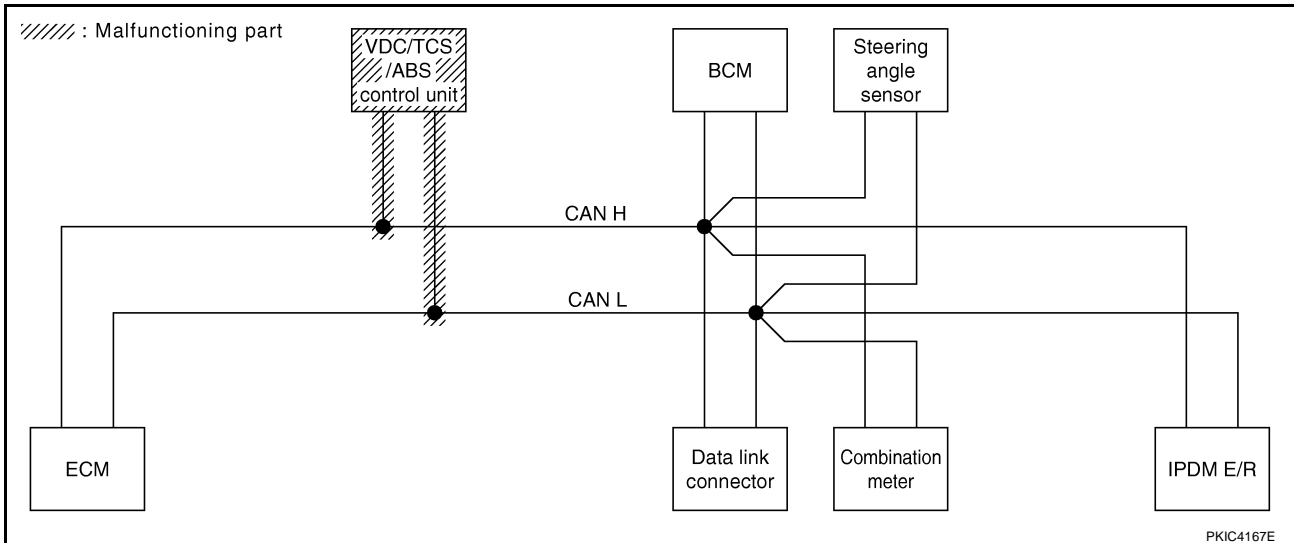 : Malfunctioning part
VDC/TCS
/ABS
control unit
BCM
Steering
angle
sensor
CAN H
CAN L
ECM
Data link
connector
Combination
meter
IPDM E/R
PKIC4167E